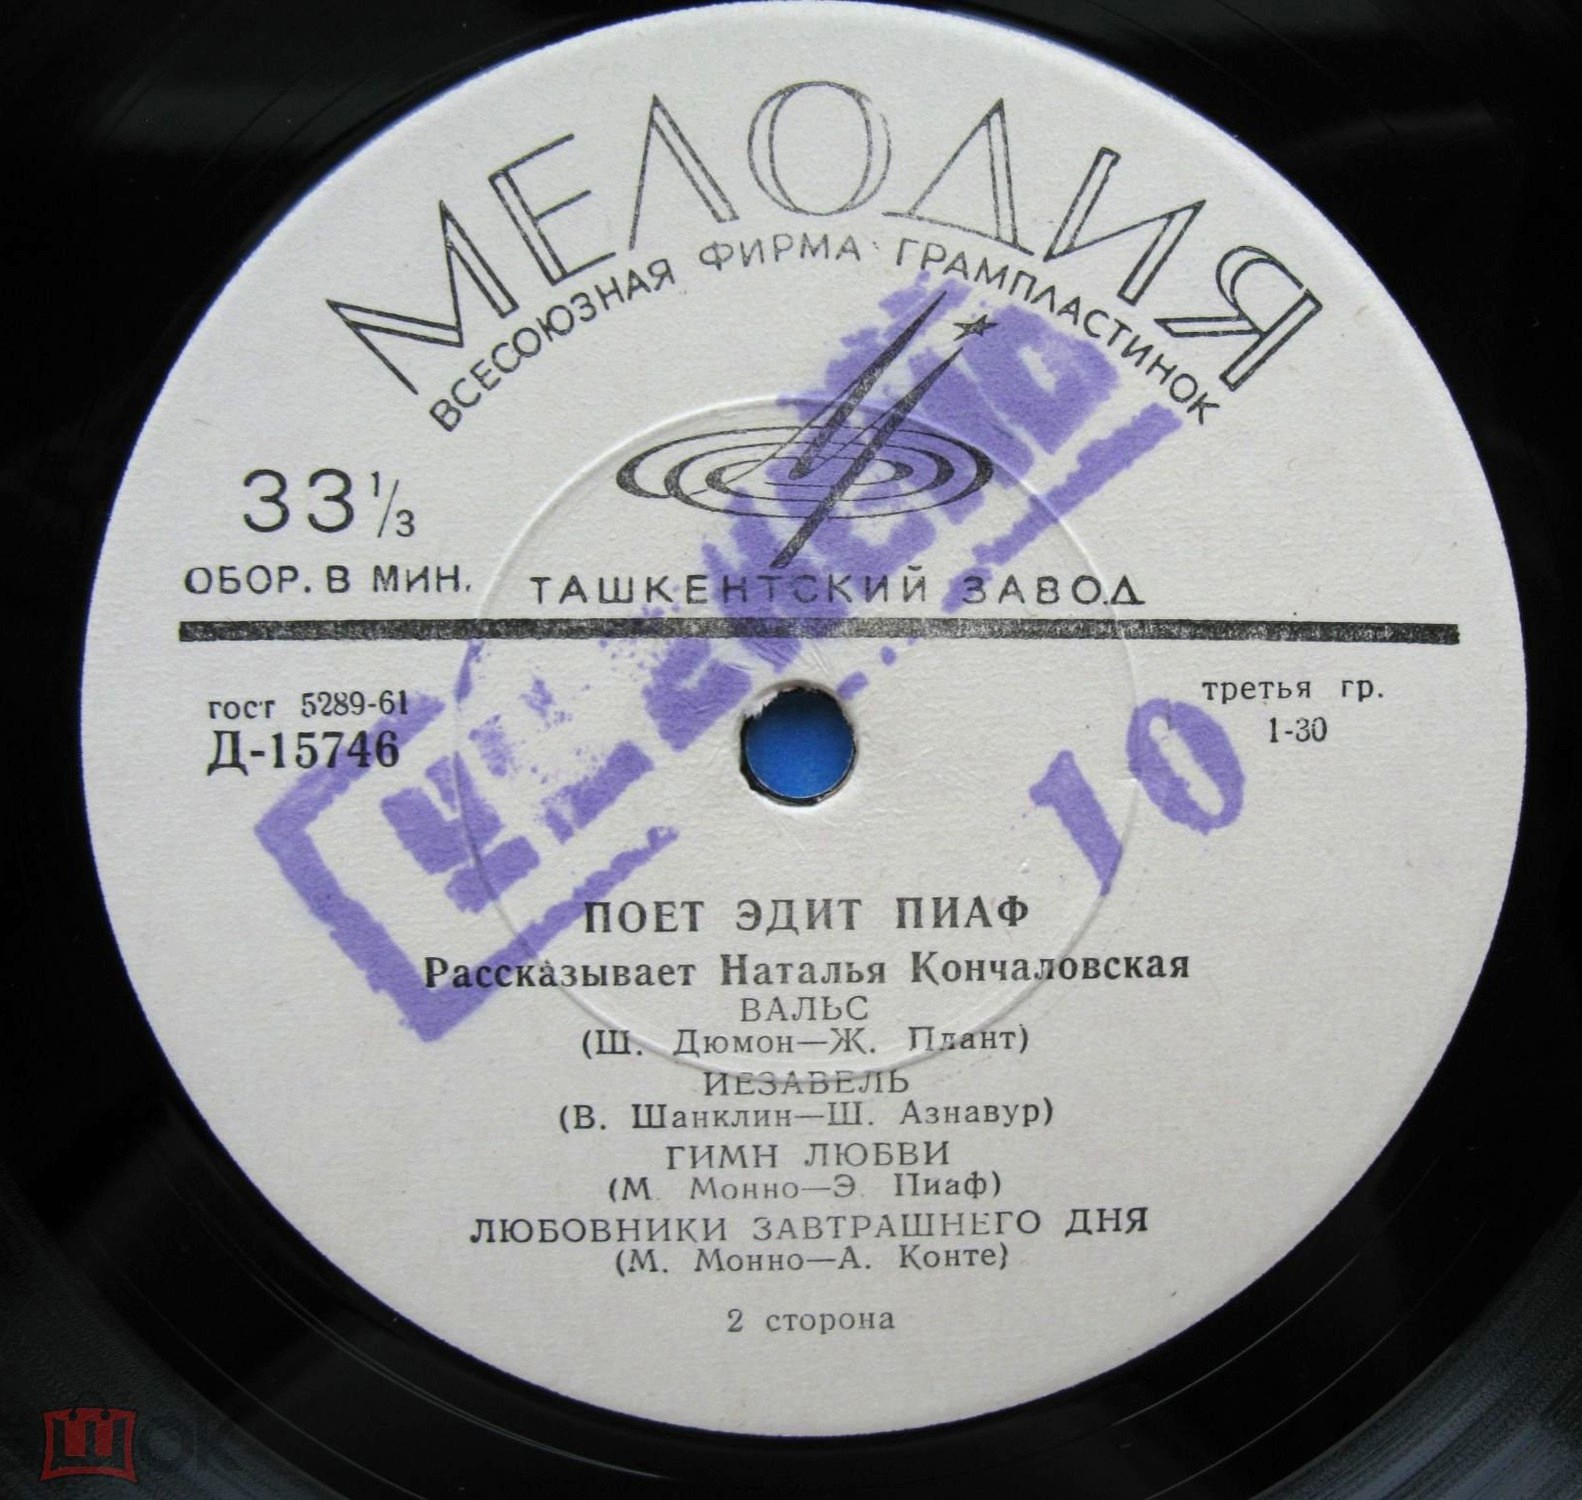 МЕЛОДИЯ
ВСЕСОЮЗНАЯ ФИРМА ГРАМПЛАСТИНОК
33 1/3
ОБОР. В МИН.
ТАШКЕНТСКИЙ ЗАВОД
гост 5289-61
Д-15746
третья гр.
1-30
10
ПОЕТ ЭДИТ ПИАФ
Рассказывает Наталья Кончаловская
ВАЛЬС
(Ш. Дюмон—Ж. Плант)
ИЕЗАВЕЛЬ
(В. Шанклин—Ш. Азнавур)
ГИМН ЛЮБВИ
(М. Монно—Э. Пиаф)
ЛЮБОВНИКИ ЗАВТРАШНЕГО ДНЯ
(М. Монно—А. Конте)
2 сторона